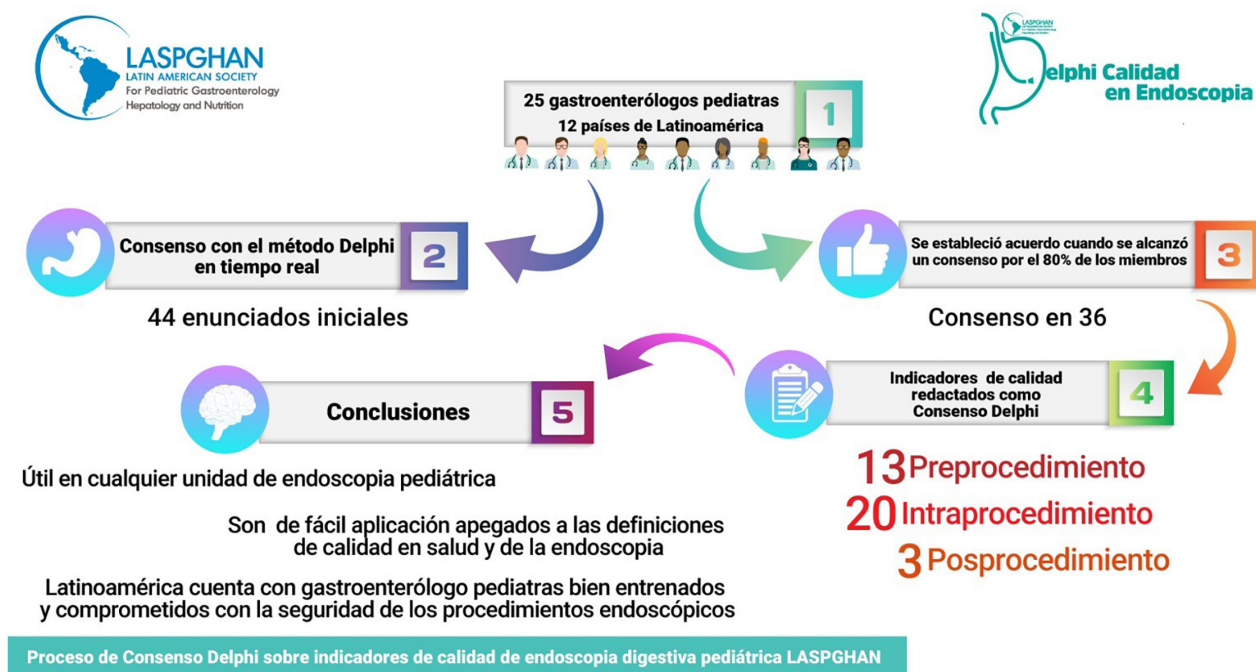 LASPGHAN
LATIN AMERICAN SOCIETY
For Pediatric Gastroenterology
Hepatology and Nutrition
LASPGHAN
Delphi Calidad
en Endoscopia
25 gastroenterólogos pediatras
12 países de Latinoamérica
1
Consenso con el método Delphi
en tiempo real
2
44 enunciados iniciales
Se estableció acuerdo cuando se alcanzó
un consenso por el 80% de los miembros
3
Consenso en 36
Indicadores de calidad
redactados como
Consenso Delphi
4
13 Preprocedimiento
20 Intraprocedimiento
3 Posprocedimiento
Conclusiones
5
Útil en cualquier unidad de endoscopia pediátrica
Son de fácil aplicación apegados a las definiciones
de calidad en salud y de la endoscopia
Latinoamérica cuenta con gastroenterólogo pediatras bien entrenados
y comprometidos con la seguridad de los procedimientos endoscópicos
Proceso de Consenso Delphi sobre indicadores de calidad de endoscopia digestiva pediátrica LASPGHAN